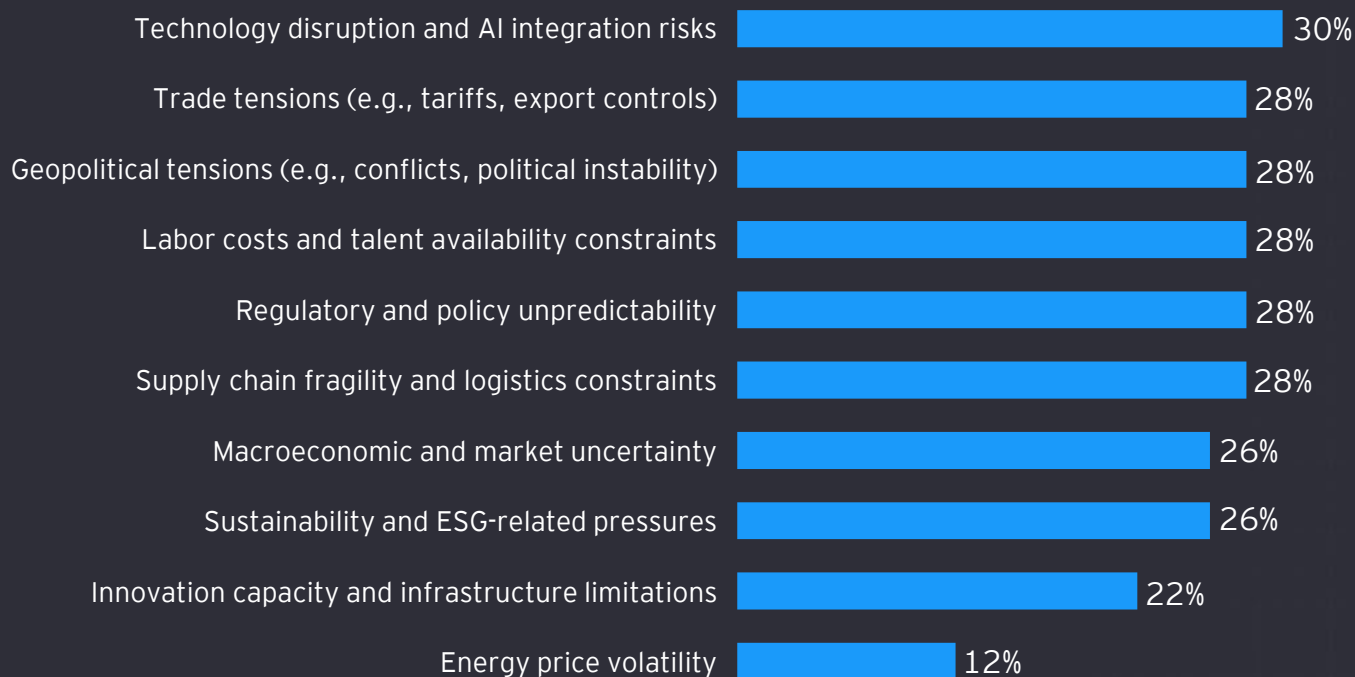 Technology disruption and AI integration risks 30%
Trade tensions (e.g., tariffs, export controls) 28%
Geopolitical tensions (e.g., conflicts, political instability) 28%
Labor costs and talent availability constraints 28%
Regulatory and policy unpredictability 28%
Supply chain fragility and logistics constraints 28%
Macroeconomic and market uncertainty 26%
Sustainability and ESG-related pressures 26%
Innovation capacity and infrastructure limitations 22%
Energy price volatility 12%